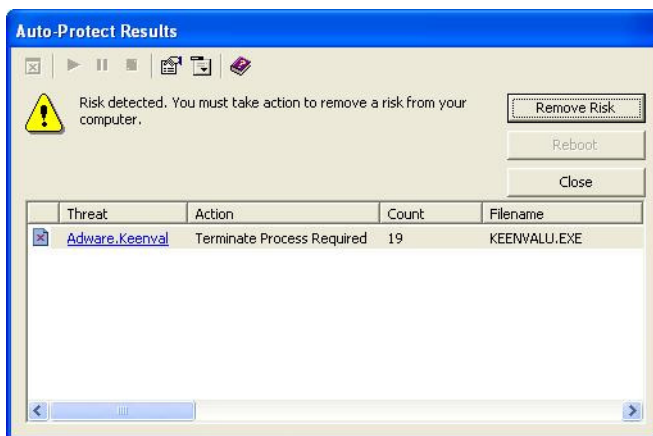 Auto-Protect Results
Risk detected. You must take action to remove a risk from your
computer.
Remove Risk
Reboot
Close
Threat Action Count Filename
Adware.Keenval Terminate Process Required 19 KEENVALU.EXE